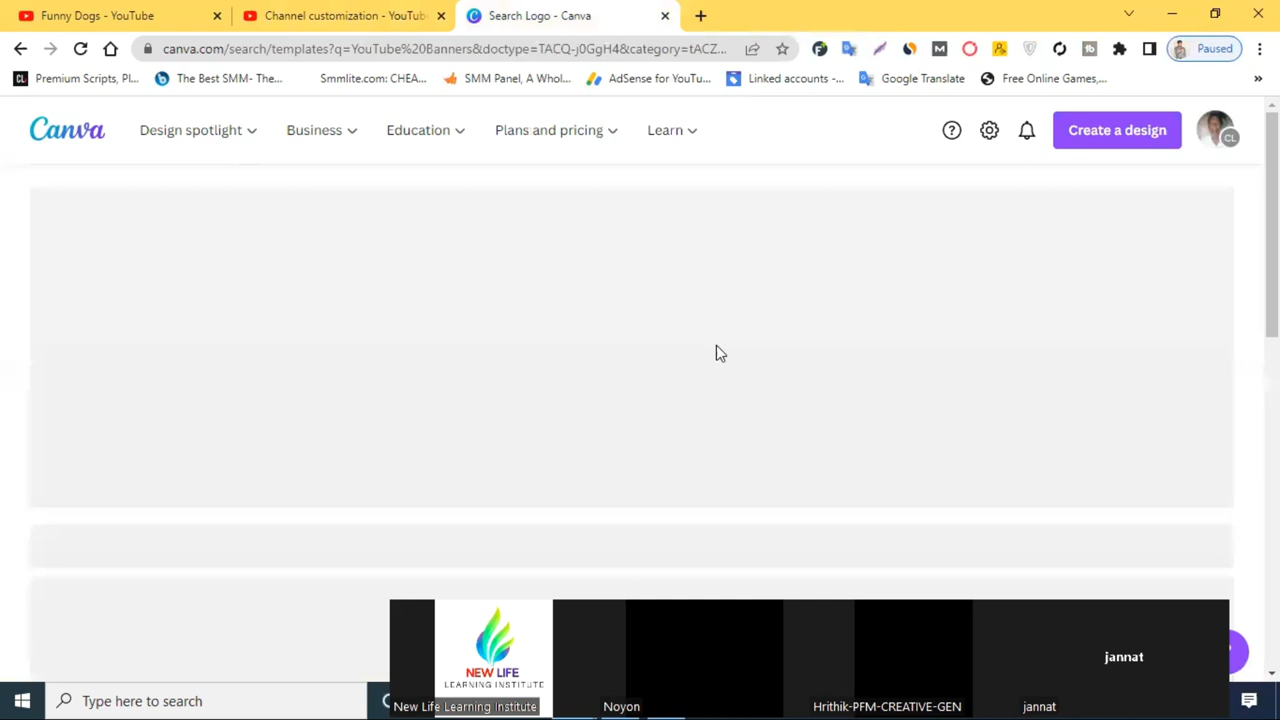 Funny Dogs - YouTube
Channel customization - YouTub
Search Logo - Canva
canva.com/search/templates?q=YouTube%20Banners&doctype=TACQ-j0GgH4&category=tACZ...
Paused
Premium Scripts, Pl...
The Best SMM- The...
Smmlite.com: CHEA...
SMM Panel, A Whol...
AdSense for YouTu...
Linked accounts -...
Google Translate
Free Online Games,...
»
Canva
Design spotlight
Business
Education
Plans and pricing
Learn
Create a design
CL
NEW LIFE
LEARNING INSTITUTE
jannat
New Life Learning Institute
Noyon
Hrithik-PFM-CREATIVE-GEN
jannat
Type here to search